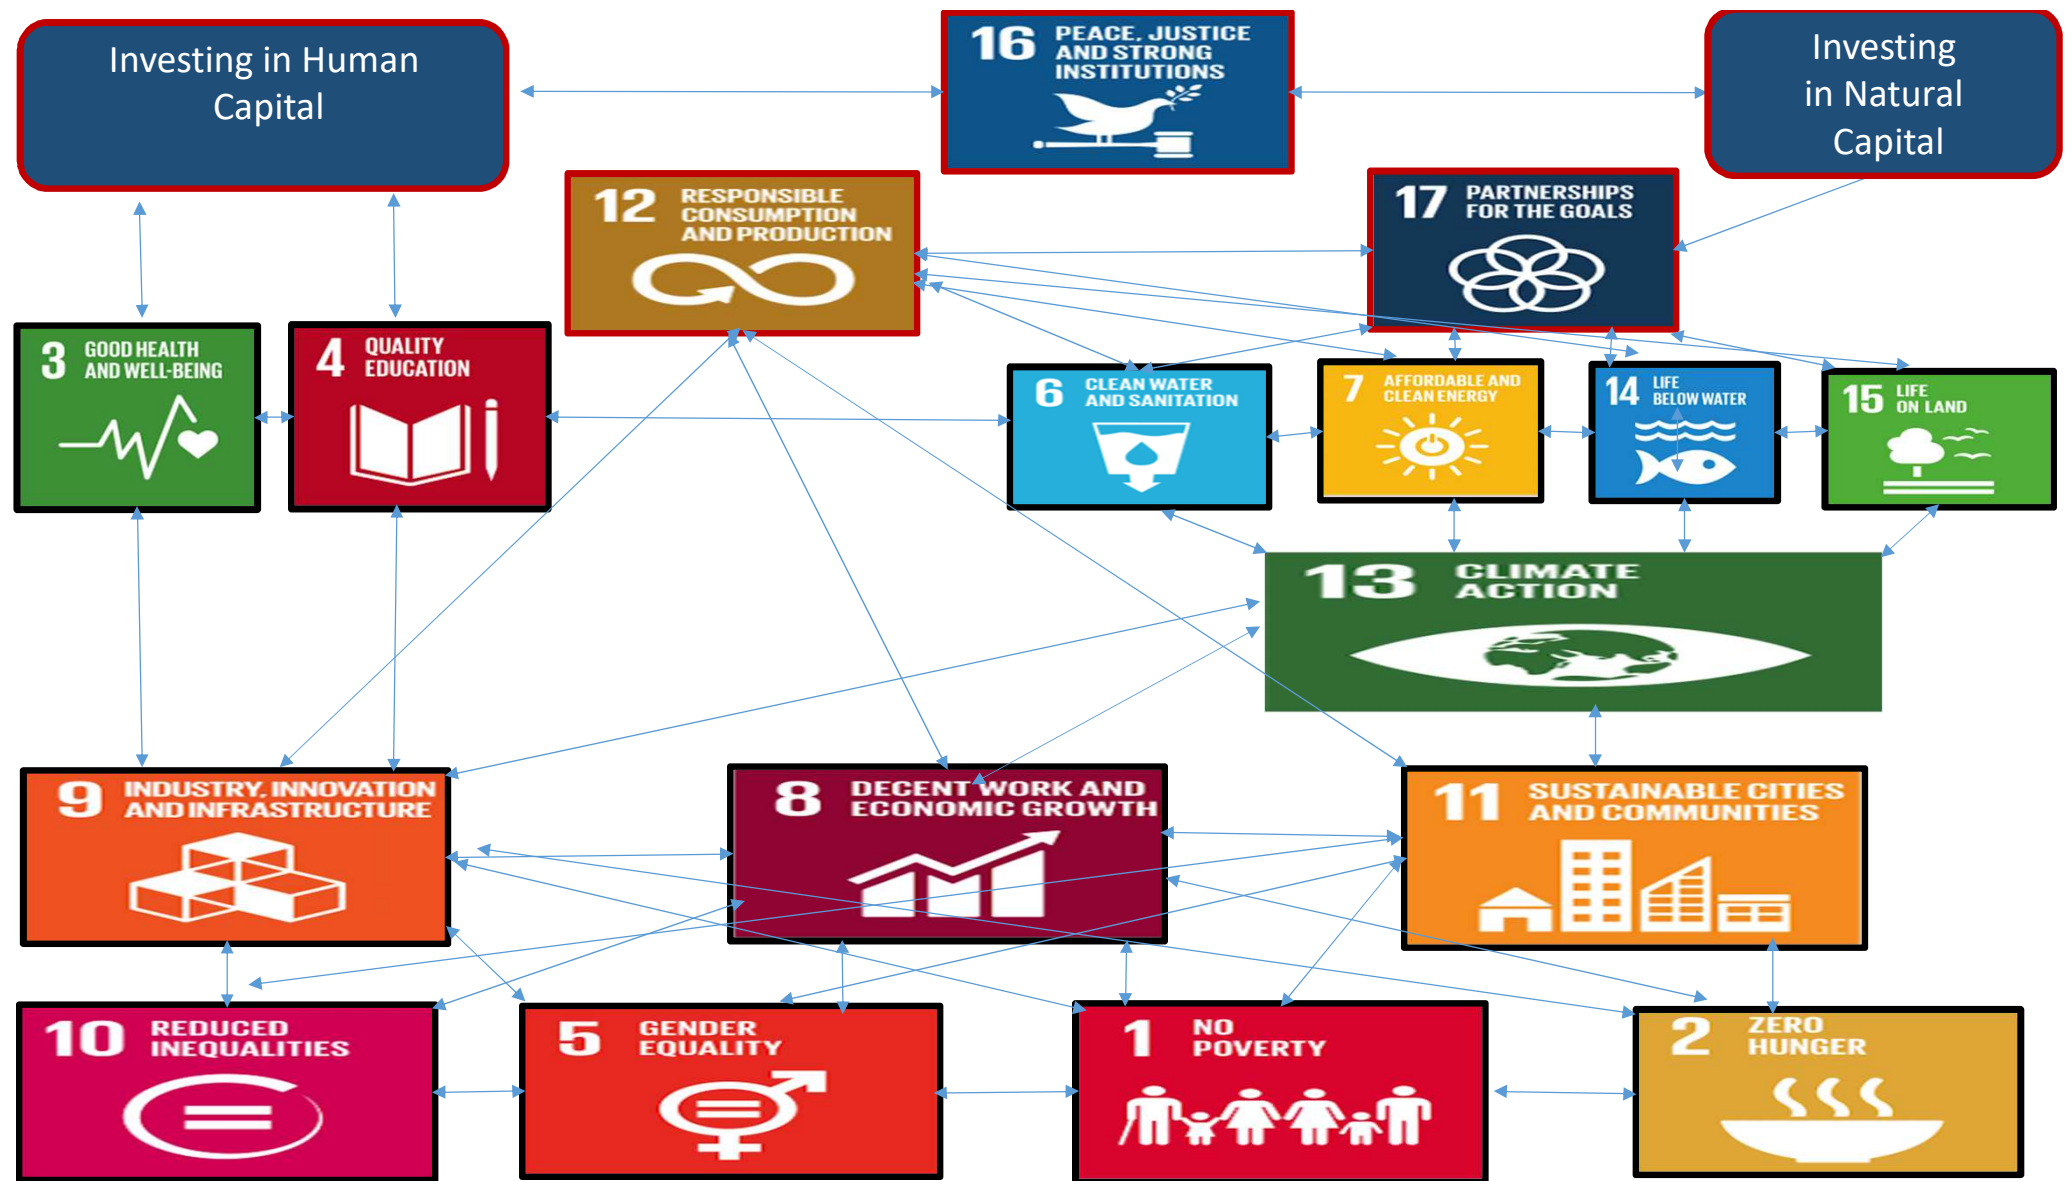 Investing in Human
Capital
16 PEACE, JUSTICE
AND STRONG
INSTITUTIONS
Investing
in Natural
Capital
12 RESPONSIBLE
CONSUMPTION
AND PRODUCTION
17 PARTNERSHIPS
FOR THE GOALS
3 GOOD HEALTH
AND WELL-BEING
4 QUALITY
EDUCATION
6 CLEAN WATER
AND SANITATION
7 AFFORDABLE AND
CLEAN ENERGY
14 LIFE
BELOW WATER
15 LIFE
ON LAND
13 CLIMATE
ACTION
9 INDUSTRY, INNOVATION
AND INFRASTRUCTURE
8 DECENT WORK AND
ECONOMIC GROWTH
11 SUSTAINABLE CITIES
AND COMMUNITIES
10 REDUCED
INEQUALITIES
5 GENDER
EQUALITY
1 NO
POVERTY
2 ZERO
HUNGER